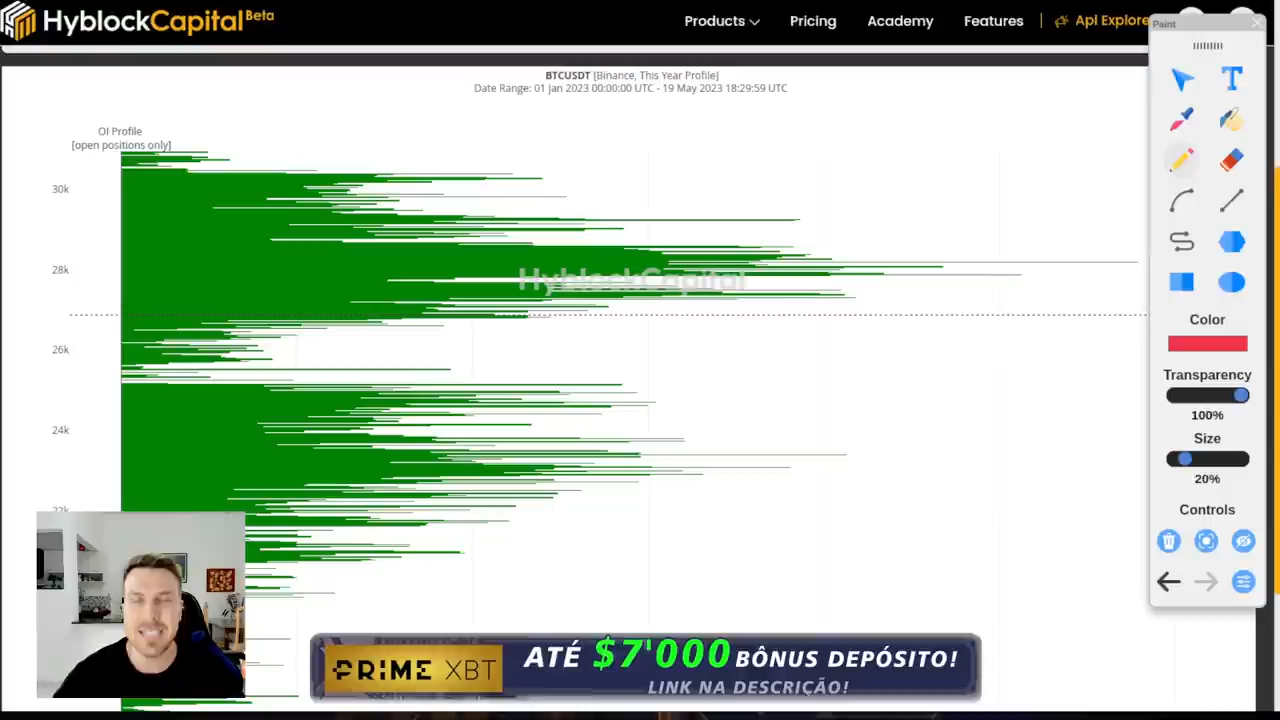 HyblockCapital Beta
Products Pricing Academy Features Api Explore
Paint
BTCUSDT [Binance, This Year Profile]
Date Range: 01 Jan 2023 00:00:00 UTC - 19 May 2023 18:29:59 UTC
OI Profile
[open positions only]
30k
28k
HyblockCapital
26k
24k
22k
Color
Transparency
100%
Size
20%
Controls
PRIME XBT
ATÉ $7'000 BÔNUS DEPÓSITO!
LINK NA DESCRIÇÃO!